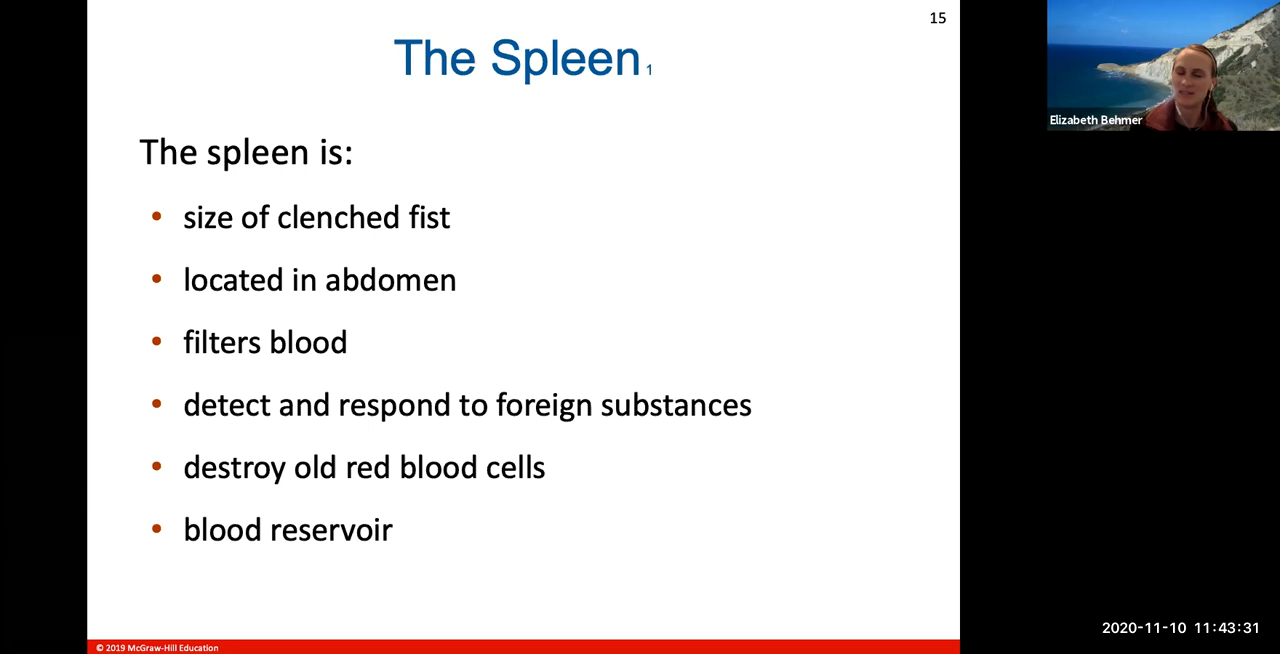 15
The Spleen 1
The spleen is:
• size of clenched fist
• located in abdomen
• filters blood
• detect and respond to foreign substances
• destroy old red blood cells
• blood reservoir
© 2019 McGraw-Hill Education
Elizabeth Behmer
2020-11-10 11:43:31